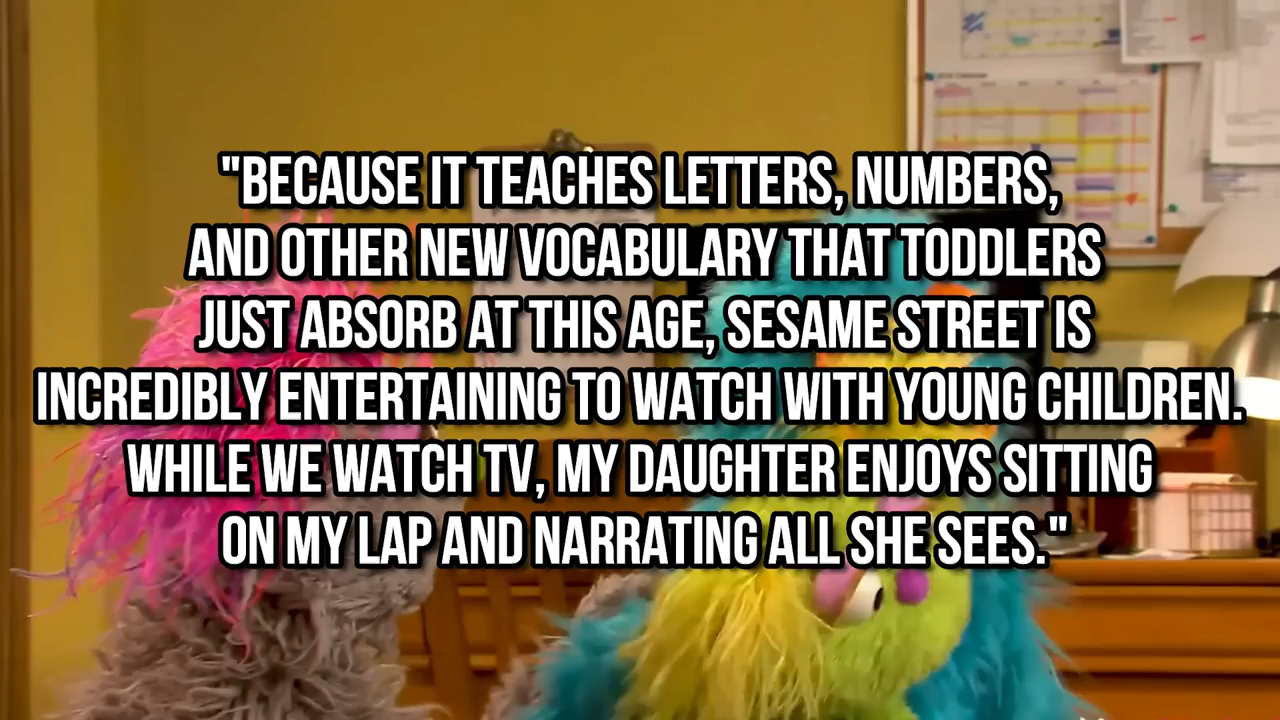 "BECAUSE IT TEACHES LETTERS, NUMBERS,
AND OTHER NEW VOCABULARY THAT TODDLERS
JUST ABSORB AT THIS AGE, SESAME STREET IS
INCREDIBLY ENTERTAINING TO WATCH WITH YOUNG CHILDREN.
WHILE WE WATCH TV, MY DAUGHTER ENJOYS SITTING
ON MY LAP AND NARRATING ALL SHE SEES."